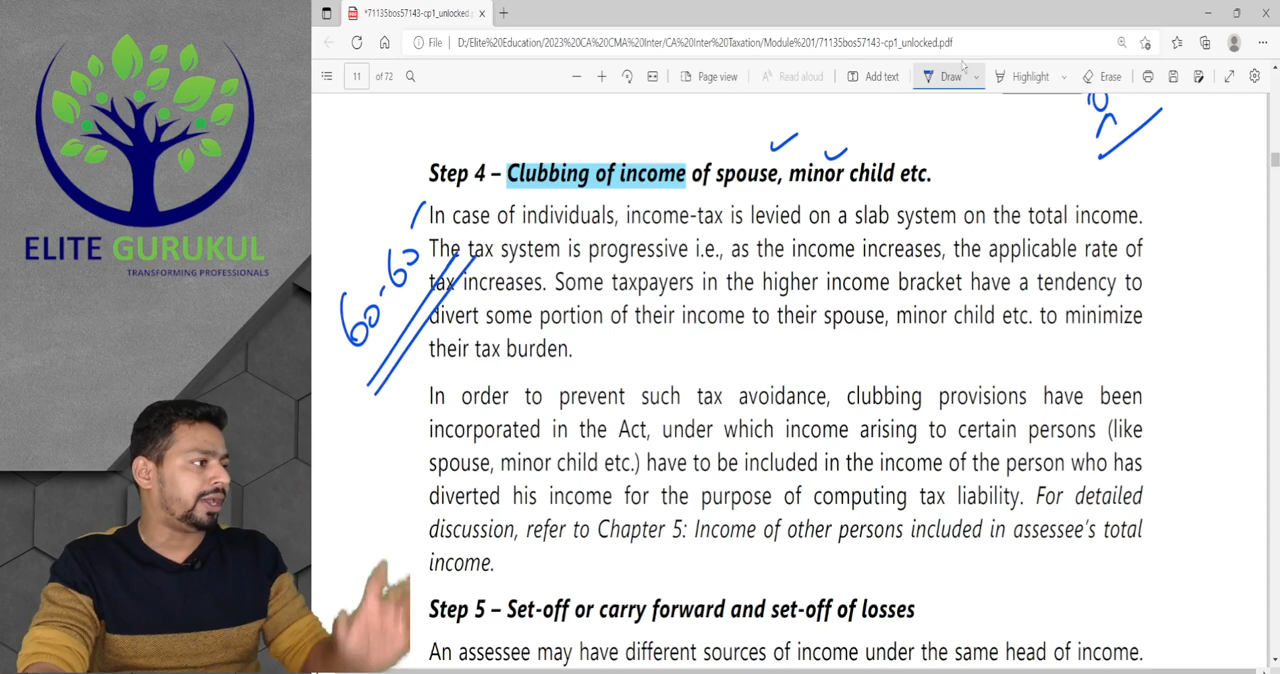 *71135bos57143-cp1_unlocked.
File D:/Elite%20Education/2023%20CA%20CMA%20Inter/CA%20Inter%20Taxation/Module%201/71135bos57143-cp1_unlocked.pdf
11 of 72 Page view Read aloud Add text Draw Highlight Erase
ELITE GURUKUL
TRANSFORMING PROFESSIONALS
Step 4 – Clubbing of income of spouse, minor child etc.
In case of individuals, income-tax is levied on a slab system on the total income.
The tax system is progressive i.e., as the income increases, the applicable rate of
tax increases. Some taxpayers in the higher income bracket have a tendency to
divert some portion of their income to their spouse, minor child etc. to minimize
their tax burden.
60-60
In order to prevent such tax avoidance, clubbing provisions have been
incorporated in the Act, under which income arising to certain persons (like
spouse, minor child etc.) have to be included in the income of the person who has
diverted his income for the purpose of computing tax liability. For detailed
discussion, refer to Chapter 5: Income of other persons included in assessee's total
income.
Step 5 – Set-off or carry forward and set-off of losses
An assessee may have different sources of income under the same head of income.